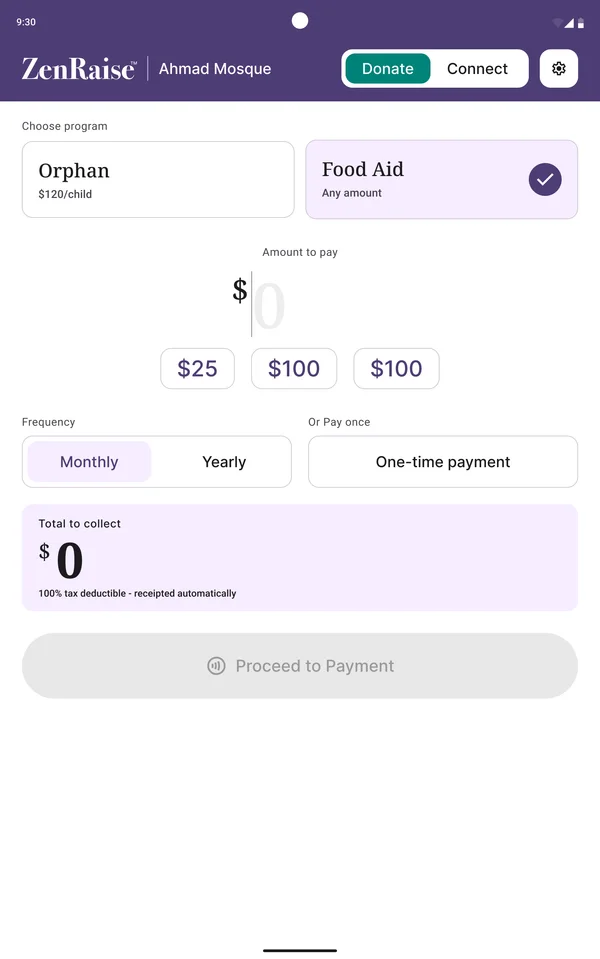 9:30
ZenRaise™ Ahmad Mosque Donate Connect
Choose program
Orphan
$120/child
Food Aid
Any amount
Amount to pay
$0
$25 $100 $100
Frequency
Or Pay once
Monthly Yearly
One-time payment
Total to collect
$0
100% tax deductible - receipted automatically
Proceed to Payment